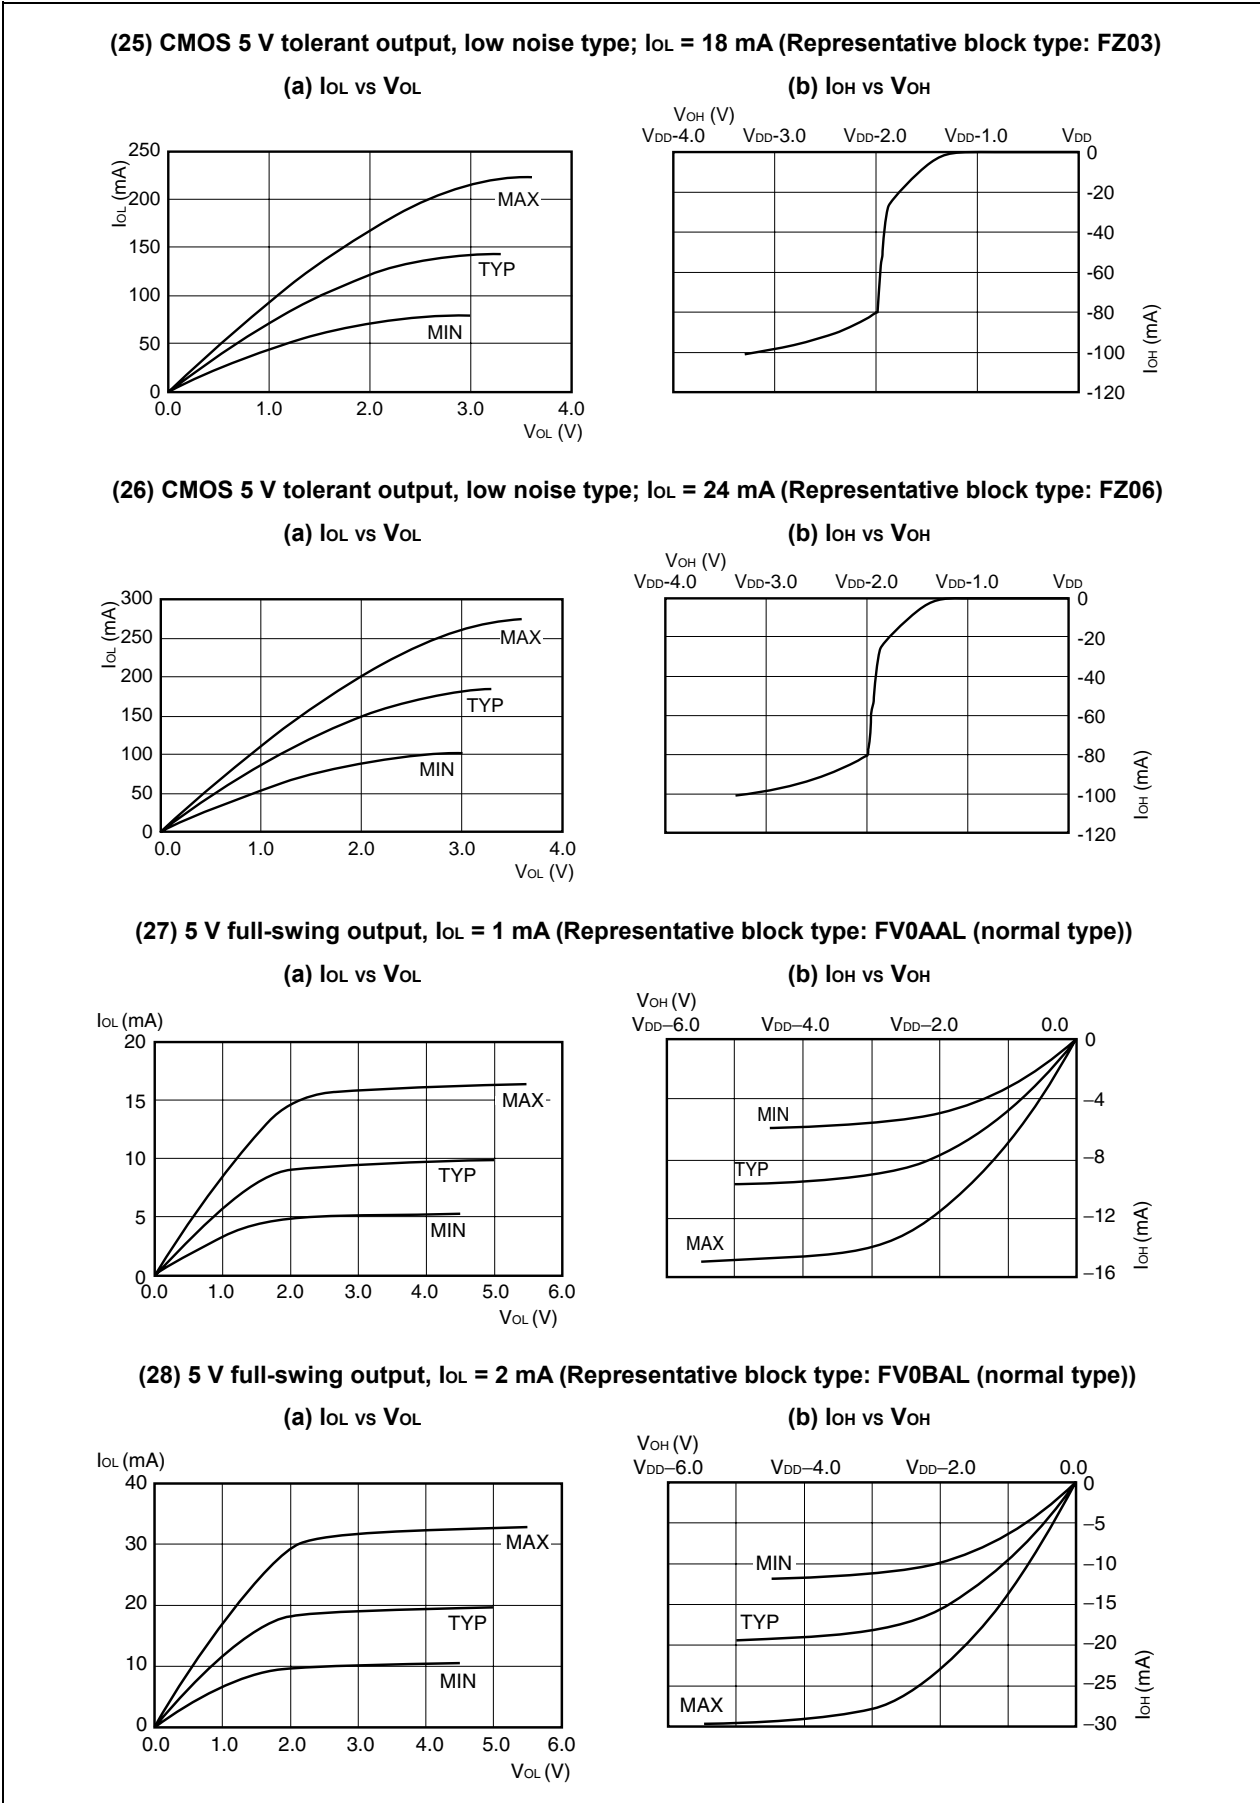 (25) CMOS 5 V tolerant output, low noise type; IOL = 18 mA (Representative block type: FZ03)
(a) IOL vs VOL
(b) IOH vs VOH
IOL (mA)
250
200
150
100
50
0
0.0 1.0 2.0 3.0 4.0
VOL (V)
MAX
TYP
MIN
VOH (V)
VDD-4.0 VDD-3.0 VDD-2.0 VDD-1.0 VDD
0
-20
-40
-60
-80
-100
-120
IOH (mA)
(26) CMOS 5 V tolerant output, low noise type; IOL = 24 mA (Representative block type: FZ06)
(a) IOL vs VOL
(b) IOH vs VOH
IOL (mA)
300
250
200
150
100
50
0
0.0 1.0 2.0 3.0 4.0
VOL (V)
MAX
TYP
MIN
VOH (V)
VDD-4.0 VDD-3.0 VDD-2.0 VDD-1.0 VDD
0
-20
-40
-60
-80
-100
-120
IOH (mA)
(27) 5 V full-swing output, IOL = 1 mA (Representative block type: FV0AAL (normal type))
(a) IOL vs VOL
(b) IOH vs VOH
IOL (mA)
20
15
10
5
0
0.0 1.0 2.0 3.0 4.0 5.0 6.0
VOL (V)
MAX
TYP
MIN
VOH (V)
VDD–6.0 VDD–4.0 VDD–2.0 0.0
0
–4
–8
–12
–16
IOH (mA)
MIN
TYP
MAX
(28) 5 V full-swing output, IOL = 2 mA (Representative block type: FV0BAL (normal type))
(a) IOL vs VOL
(b) IOH vs VOH
IOL (mA)
40
30
20
10
0
0.0 1.0 2.0 3.0 4.0 5.0 6.0
VOL (V)
MAX
TYP
MIN
VOH (V)
VDD–6.0 VDD–4.0 VDD–2.0 0.0
0
–5
–10
–15
–20
–25
–30
IOH (mA)
MIN
TYP
MAX